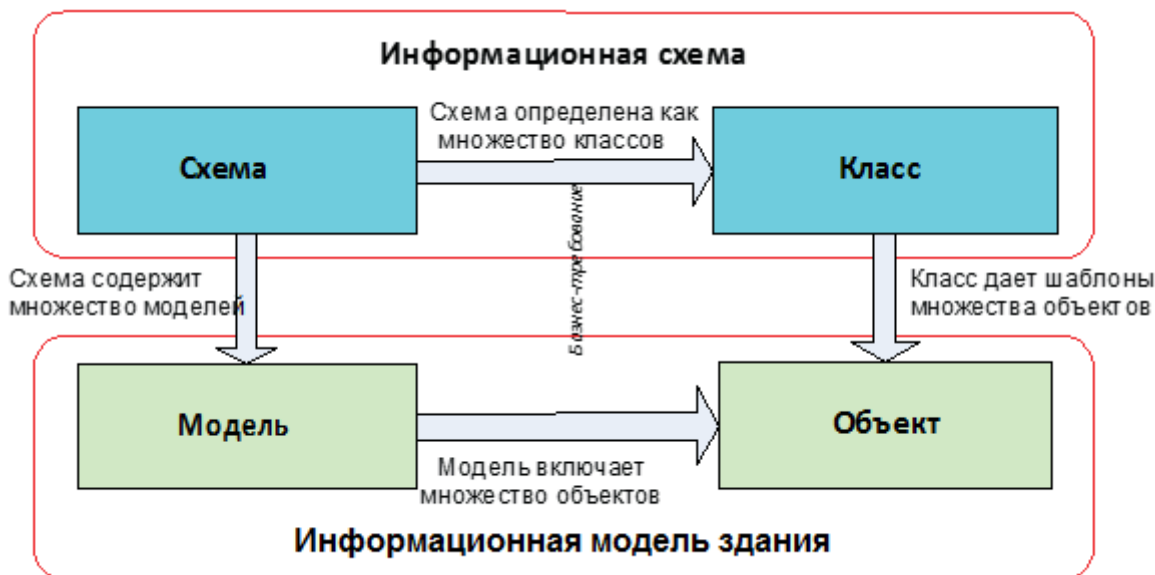 Информационная схема
Схема определена как
множество классов
Схема
Класс
Бизнес-требование
Схема содержит
множество моделей
Класс дает шаблоны
множества объектов
Модель
Объект
Модель включает
множество объектов
Информационная модель здания